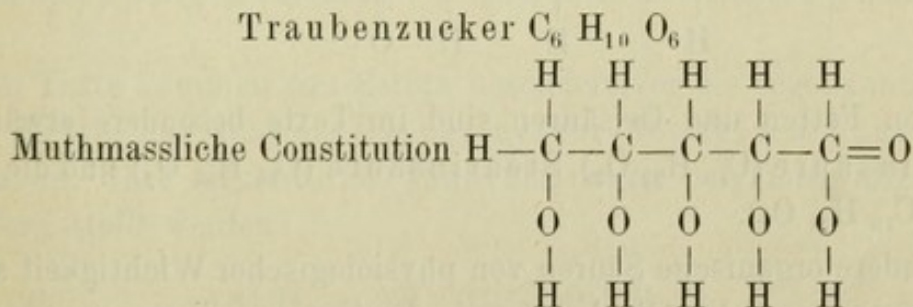 Traubenzucker C₆ H₁₀ O₆
H H H H H
| | | | |
Muthmassliche Constitution H—C—C—C—C—C=O
| | | | |
O O O O O
| | | | |
H H H H H